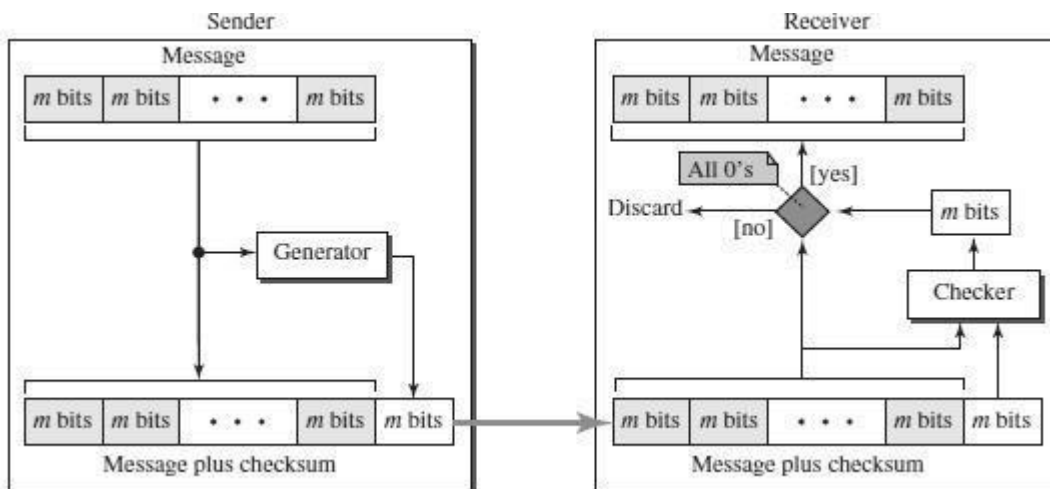 Sender
Message
m bits m bits • • • m bits
Generator
m bits m bits • • • m bits m bits
Message plus checksum
Receiver
Message
m bits m bits • • • m bits
All 0's
[yes]
Discard
[no]
m bits
Checker
m bits m bits • • • m bits m bits
Message plus checksum